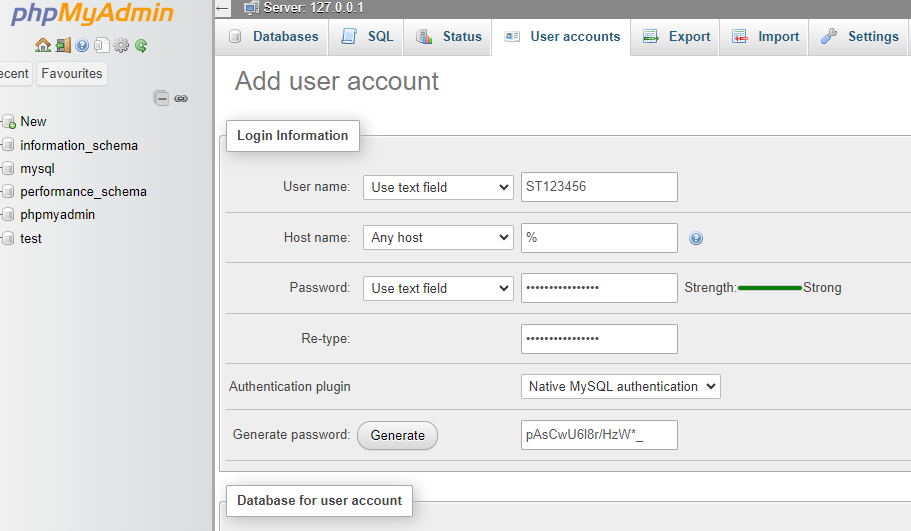 phpMyAdmin
ecent Favourites
New
information_schema
mysql
performance_schema
phpmyadmin
test
← Server: 127.0.0.1
Databases SQL Status User accounts Export Import Settings
Add user account
Login Information
User name: Use text field ST123456
Host name: Any host %
Password: Use text field •••••••••••••••• Strength: Strong
Re-type: ••••••••••••••••
Authentication plugin Native MySQL authentication
Generate password: Generate pAsCwU6l8r/HzW*_
Database for user account